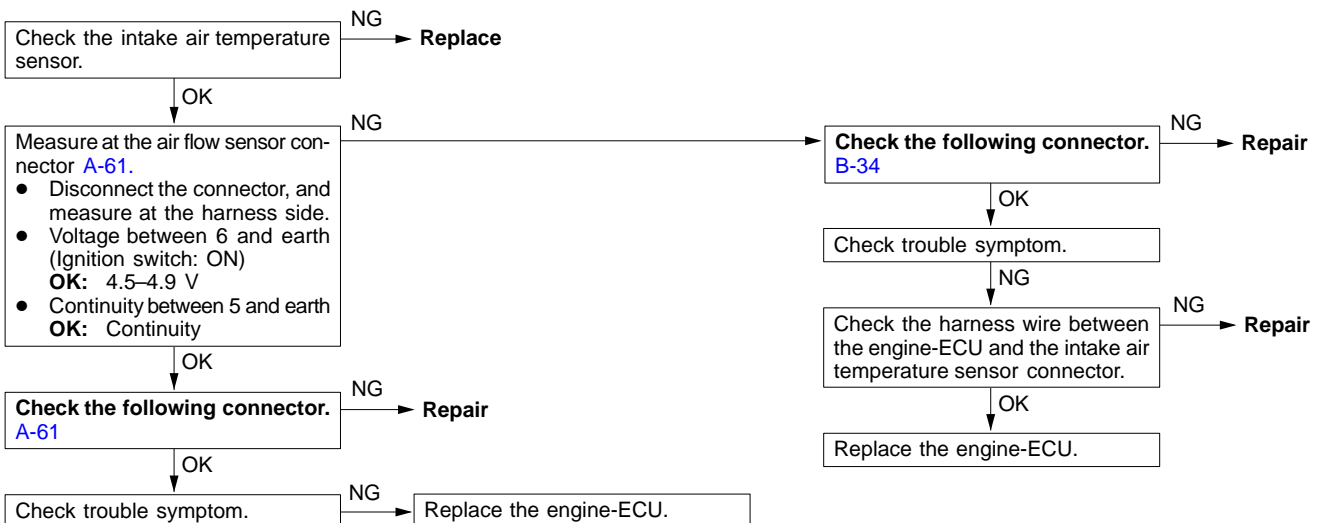 NG
Check the intake air temperature
sensor.
Replace
OK
Measure at the air flow sensor con-
nector A-61.
● Disconnect the connector, and
measure at the harness side.
● Voltage between 6 and earth
(Ignition switch: ON)
OK: 4.5–4.9 V
● Continuity between 5 and earth
OK: Continuity
NG
OK
Check the following connector.
A-61
NG
Repair
OK
Check trouble symptom.
NG
Replace the engine-ECU.
Check the following connector.
B-34
NG
Repair
OK
Check trouble symptom.
NG
Check the harness wire between
the engine-ECU and the intake air
temperature sensor connector.
NG
Repair
OK
Replace the engine-ECU.